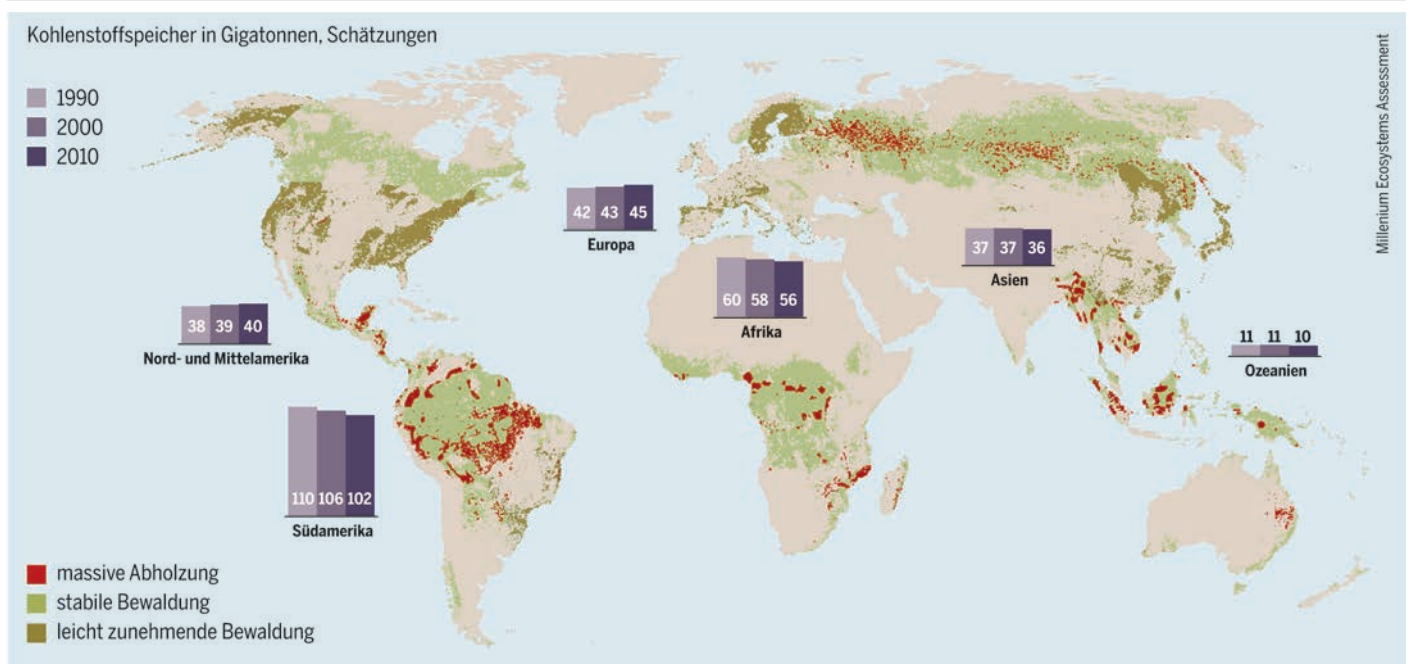 Kohlenstoffspeicher in Gigatonnen, Schätzungen
1990
2000
2010
Millenium Ecosystems Assessment
42 43 45
Europa
37 37 36
Asien
60 58 56
Afrika
38 39 40
Nord- und Mittelamerika
11 11 10
Ozeanien
110 106 102
Südamerika
massive Abholzung
stabile Bewaldung
leicht zunehmende Bewaldung